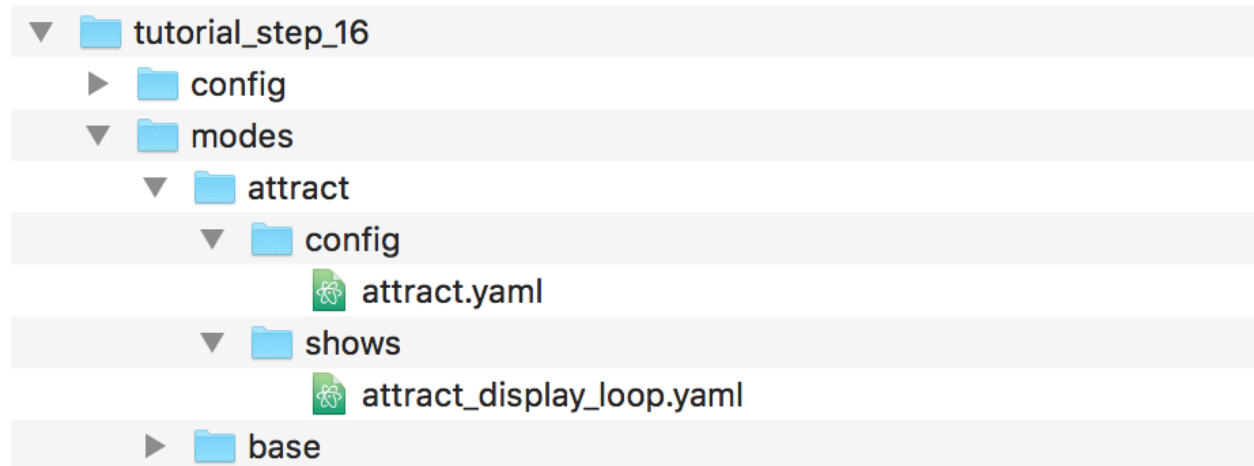 tutorial_step_16
config
modes
attract
config
attract.yaml
shows
attract_display_loop.yaml
base